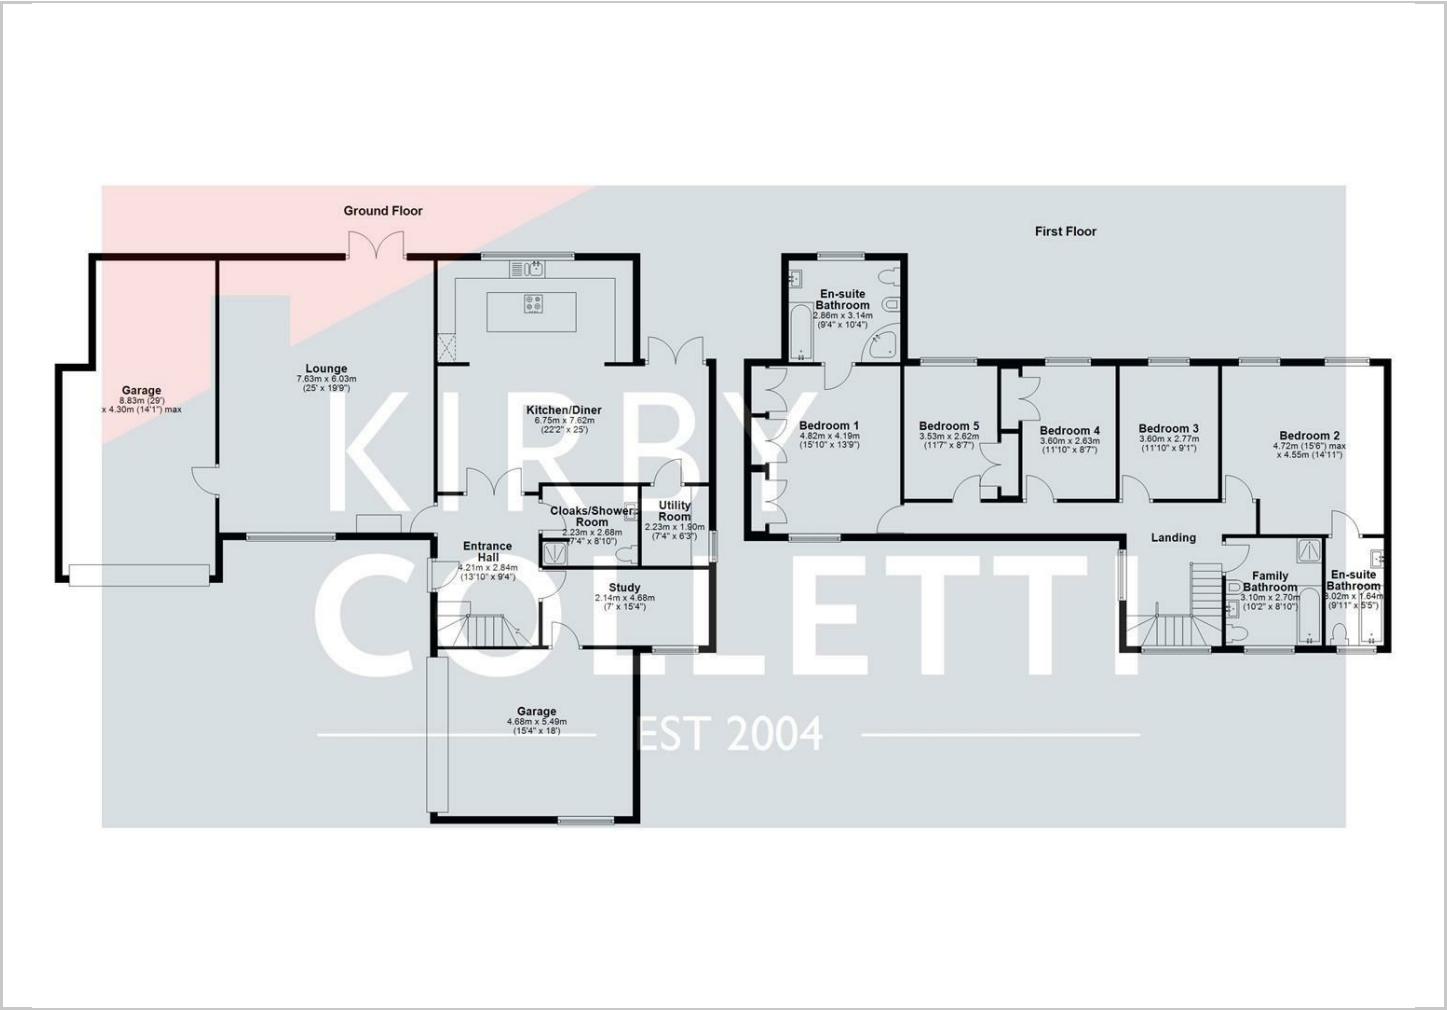 Ground Floor
First Floor
Garage
8.83m (29')
x 4.30m (14'1") max
Lounge
7.63m x 6.03m
(25' x 19'9")
Kitchen/Diner
6.75m x 7.62m
(22'2" x 25')
Cloaks/Shower
Room
2.23m x 2.68m
(7'4" x 8'10")
Utility
Room
2.23m x 1.90m
(7'4" x 6'3")
Entrance
Hall
4.21m x 2.84m
(13'10" x 9'4")
Study
2.14m x 4.68m
(7' x 15'4")
Garage
4.68m x 5.49m
(15'4" x 18')
En-suite
Bathroom
2.86m x 3.14m
(9'4" x 10'4")
Bedroom 1
4.82m x 4.19m
(15'10" x 13'9")
Bedroom 5
3.53m x 2.62m
(11'7" x 8'7")
Bedroom 4
3.60m x 2.63m
(11'10" x 8'7")
Bedroom 3
3.60m x 2.77m
(11'10" x 9'1")
Bedroom 2
4.72m (15'6") max
x 4.55m (14'11")
Landing
Family
Bathroom
3.10m x 2.70m
(10'2" x 8'10")
En-suite
Bathroom
3.02m x 1.64m
(9'11" x 5'5")
KIRBY
COLLETTI
EST 2004